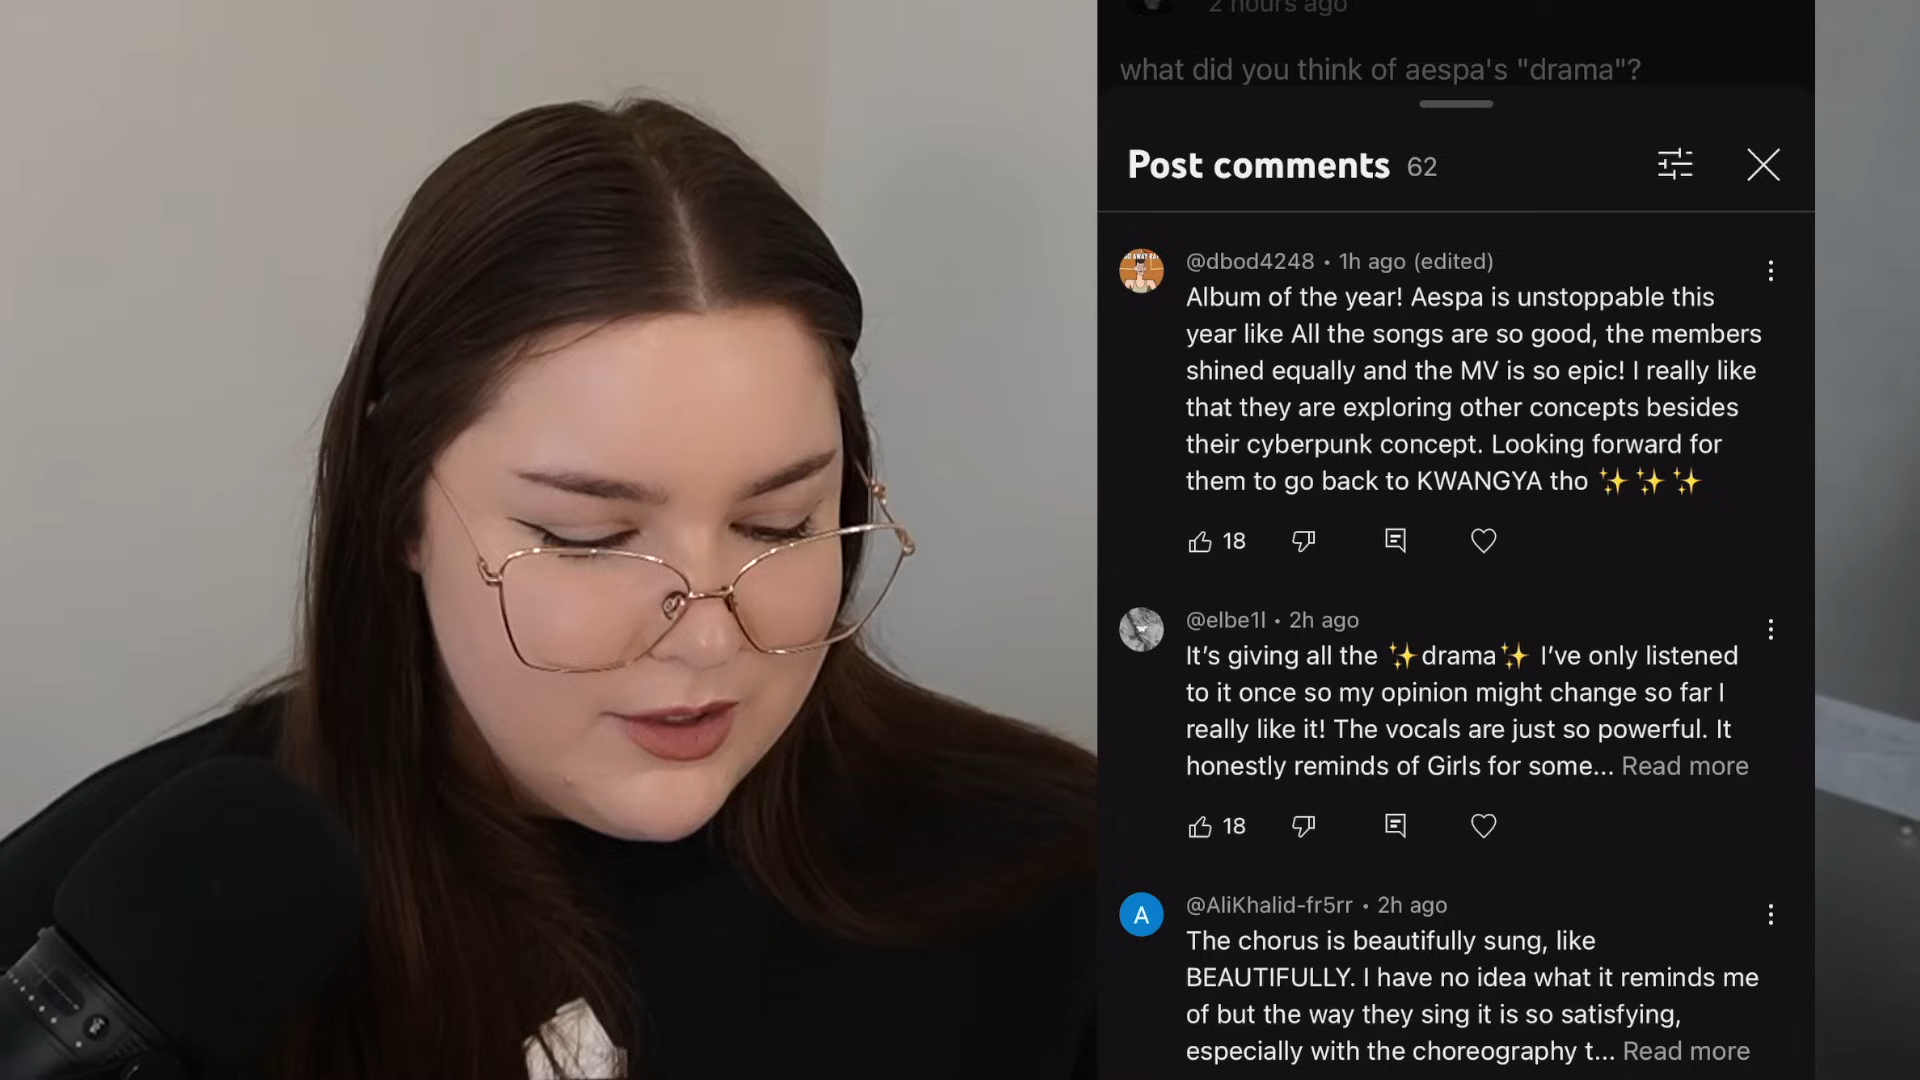 2 hours ago
what did you think of aespa's "drama"?
Post comments 62
@dbod4248 • 1h ago (edited)
Album of the year! Aespa is unstoppable this
year like All the songs are so good, the members
shined equally and the MV is so epic! I really like
that they are exploring other concepts besides
their cyberpunk concept. Looking forward for
them to go back to KWANGYA tho ✨✨✨
18
@elbe1l • 2h ago
It’s giving all the ✨drama✨ I’ve only listened
to it once so my opinion might change so far I
really like it! The vocals are just so powerful. It
honestly reminds of Girls for some... Read more
18
A
@AliKhalid-fr5rr • 2h ago
The chorus is beautifully sung, like
BEAUTIFULLY. I have no idea what it reminds me
of but the way they sing it is so satisfying,
especially with the choreography t... Read more